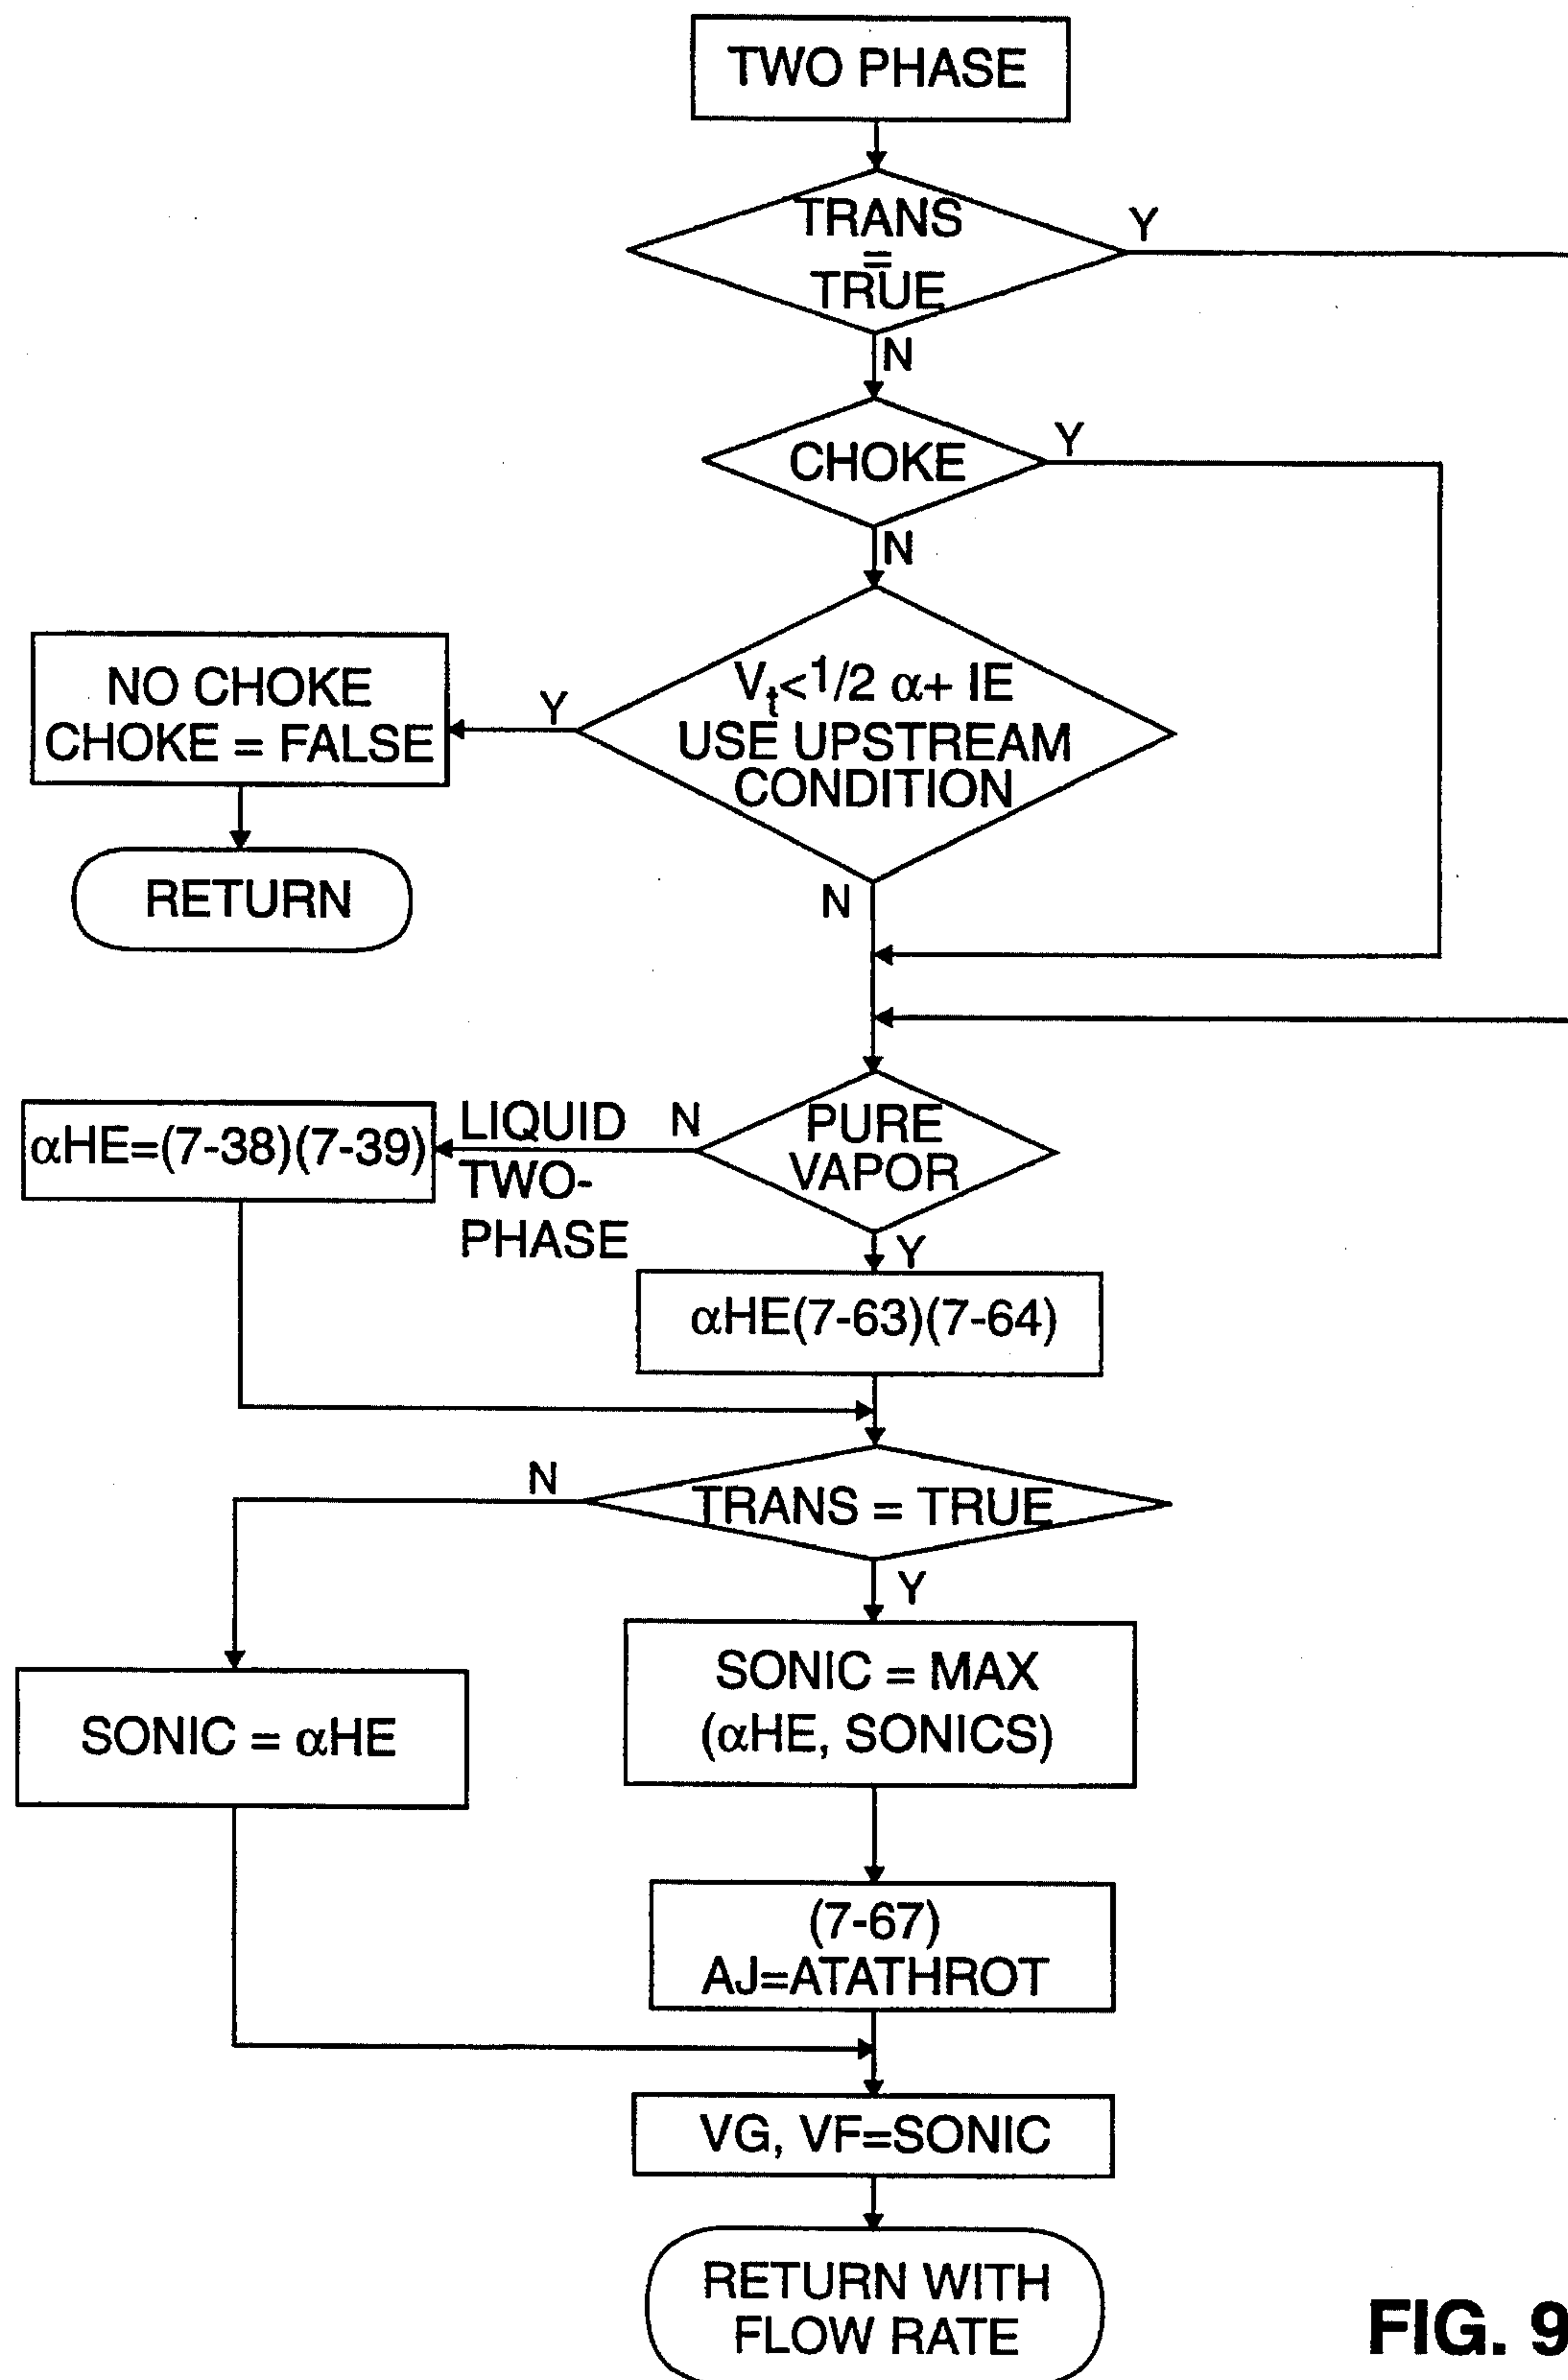 TWO PHASE
TRANS
=
TRUE
Y
N
CHOKE
Y
N
Vt<1/2 α+ IE
USE UPSTREAM
CONDITION
Y
N
NO CHOKE
CHOKE = FALSE
RETURN
PURE
VAPOR
N
LIQUID
TWO-
PHASE
αHE=(7-38)(7-39)
Y
αHE(7-63)(7-64)
TRANS = TRUE
N
Y
SONIC = αHE
SONIC = MAX
(αHE, SONICS)
(7-67)
AJ=ATATHROT
VG, VF=SONIC
RETURN WITH
FLOW RATE
FIG. 9